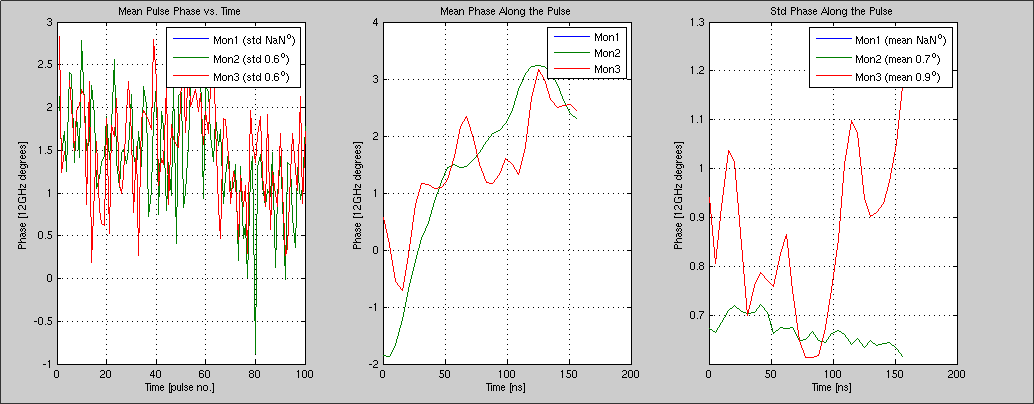 Mean Pulse Phase vs. Time
Phase [12GHz degrees]
3
2.5
2
1.5
1
0.5
0
-0.5
-1
Mon1 (std NaN°)
Mon2 (std 0.6°)
Mon3 (std 0.6°)
0
20
40
60
80
100
Time [pulse no.]
Mean Phase Along the Pulse
Phase [12GHz degrees]
4
3
2
1
0
-1
-2
Mon1
Mon2
Mon3
0
50
100
150
200
Time [ns]
Std Phase Along the Pulse
Phase [12GHz degrees]
1.3
1.2
1.1
1
0.9
0.8
0.7
Mon1 (mean NaN°)
Mon2 (mean 0.7°)
Mon3 (mean 0.9°)
0
50
100
150
200
Time [ns]